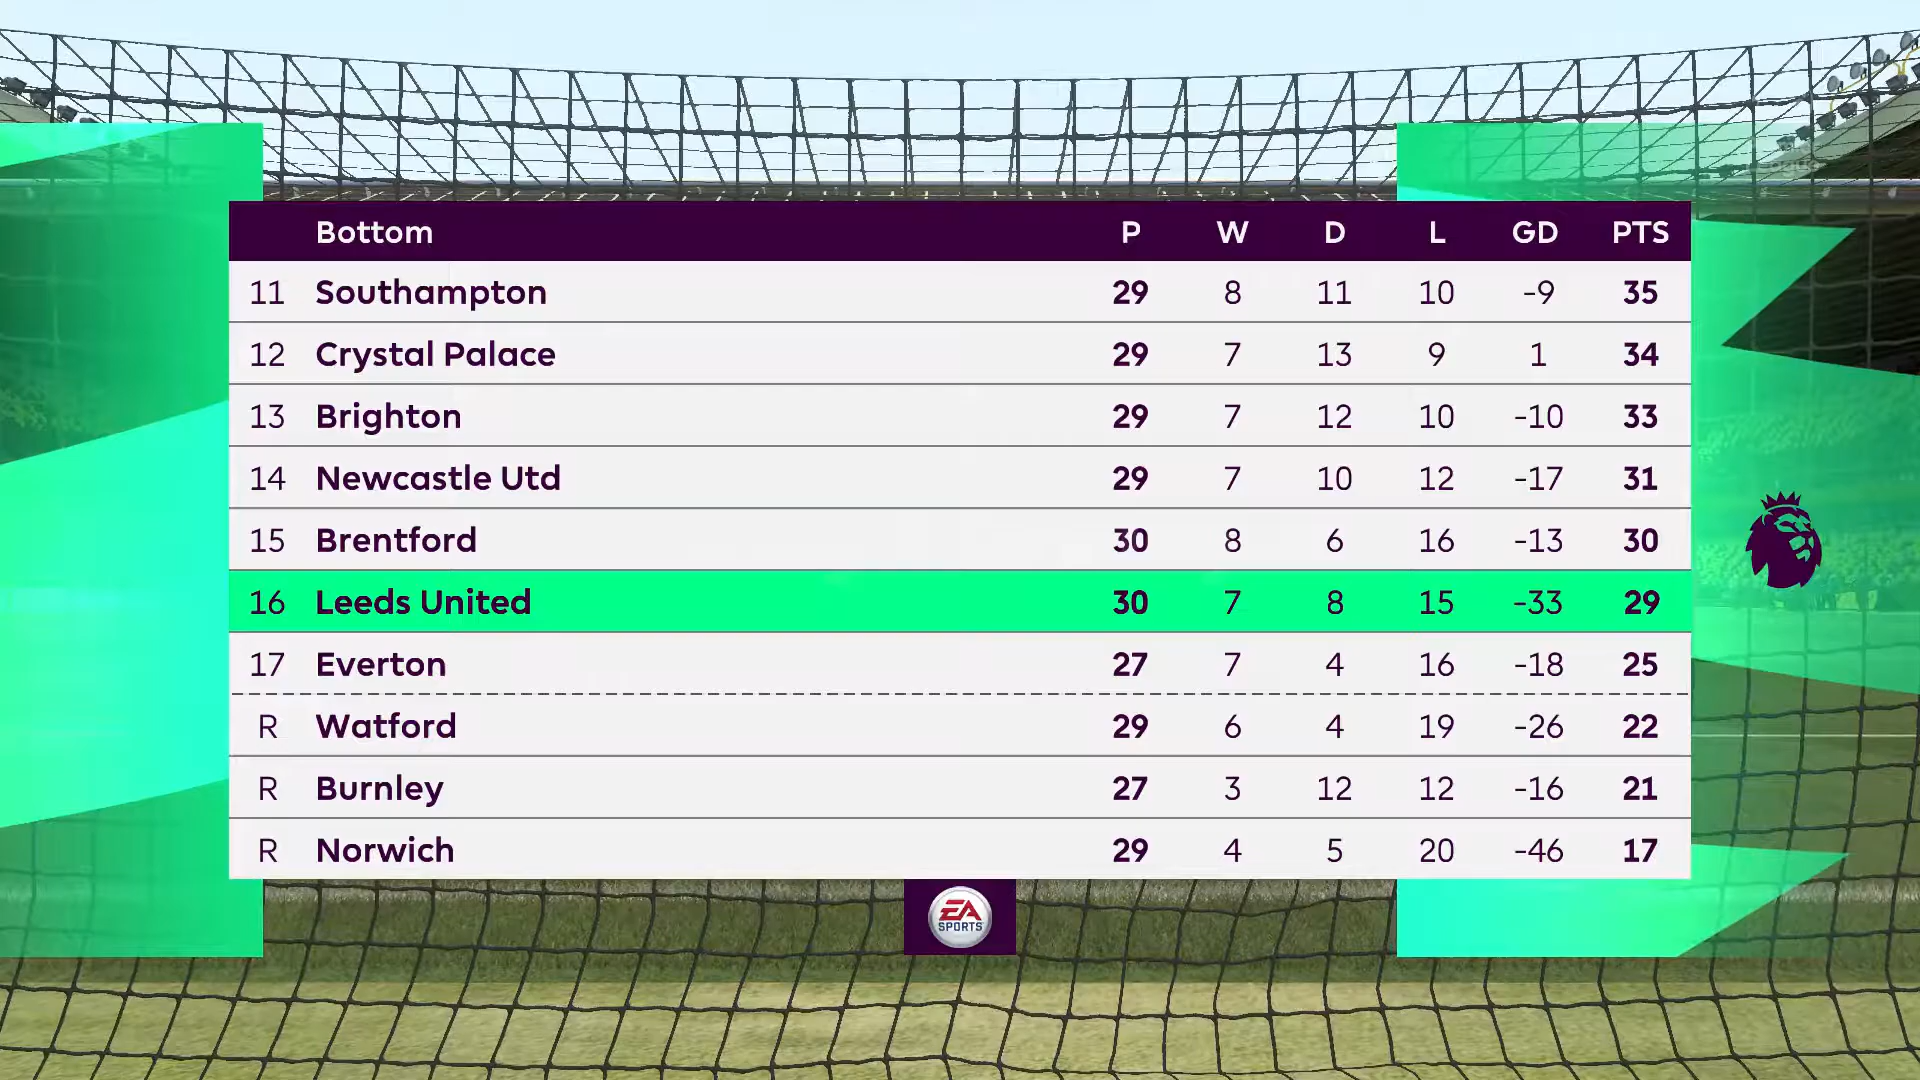 Bottom P W D L GD PTS
11 Southampton 29 8 11 10 -9 35
12 Crystal Palace 29 7 13 9 1 34
13 Brighton 29 7 12 10 -10 33
14 Newcastle Utd 29 7 10 12 -17 31
15 Brentford 30 8 6 16 -13 30
16 Leeds United 30 7 8 15 -33 29
17 Everton 27 7 4 16 -18 25
R Watford 29 6 4 19 -26 22
R Burnley 27 3 12 12 -16 21
R Norwich 29 4 5 20 -46 17
EA
SPORTS